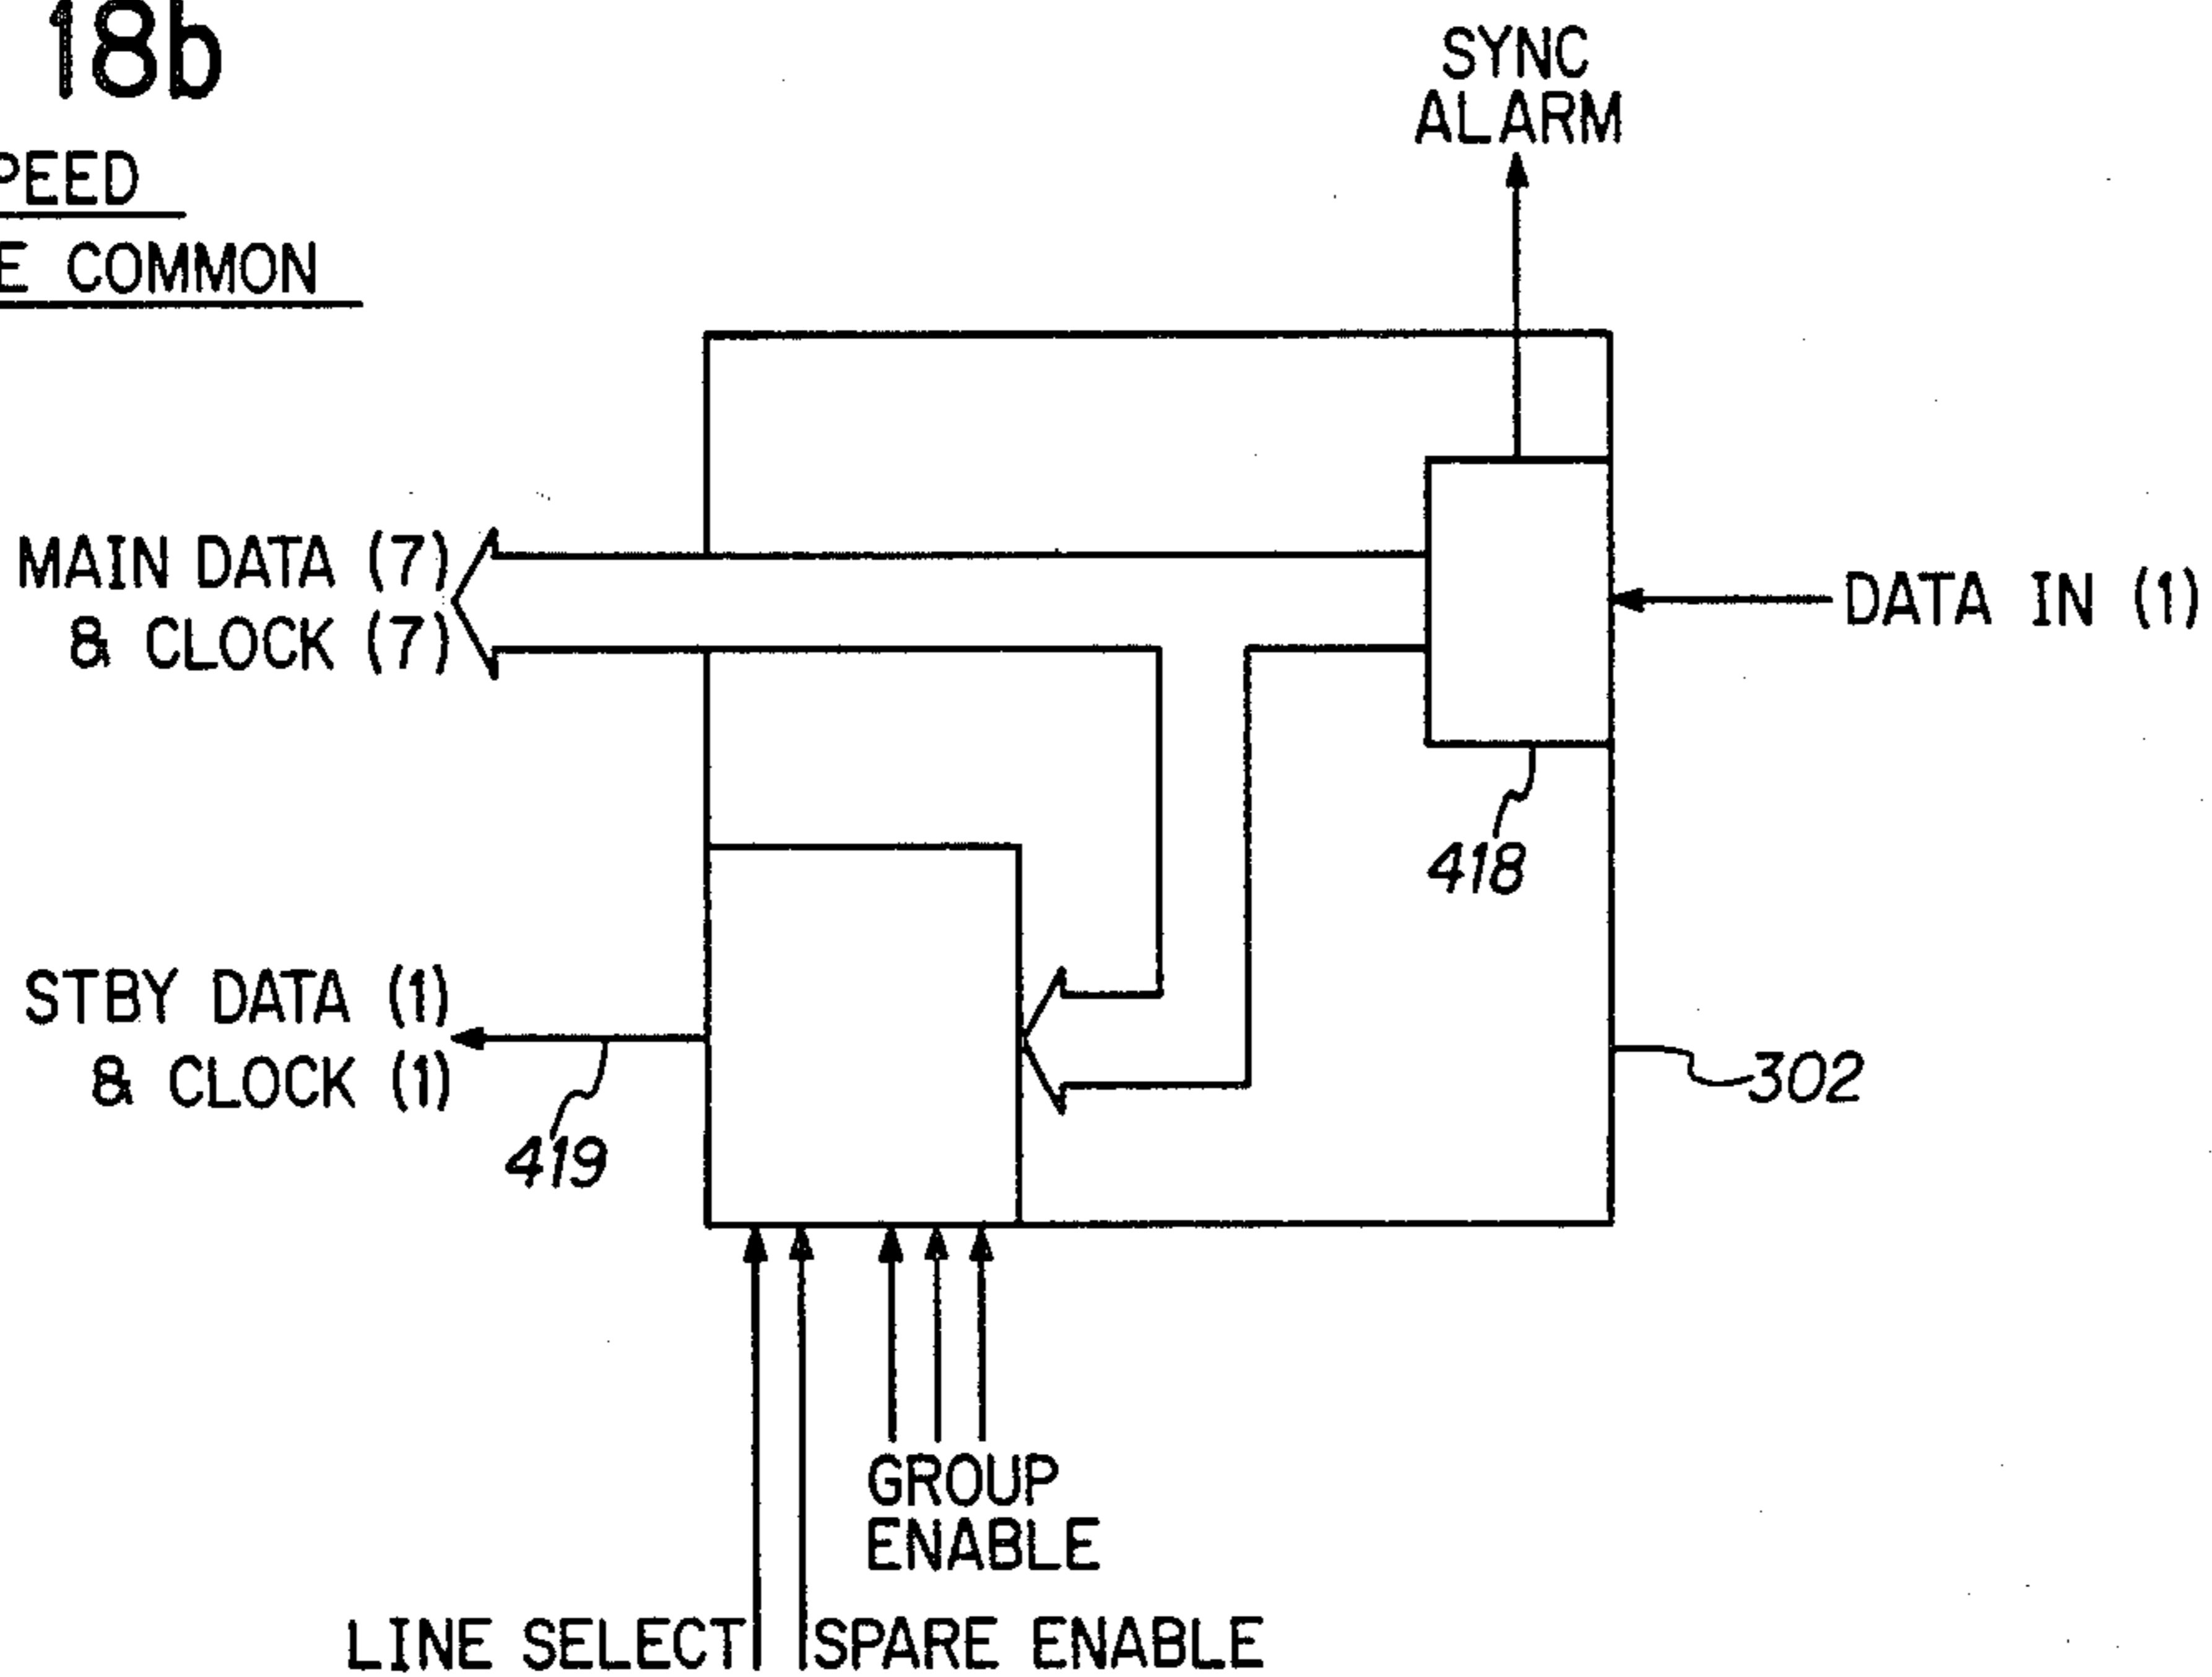 18b
PEED
E COMMON
SYNC
ALARM
MAIN DATA (7)
& CLOCK (7)
DATA IN (1)
418
STBY DATA (1)
& CLOCK (1)
419
302
GROUP
ENABLE
LINE SELECT
SPARE ENABLE